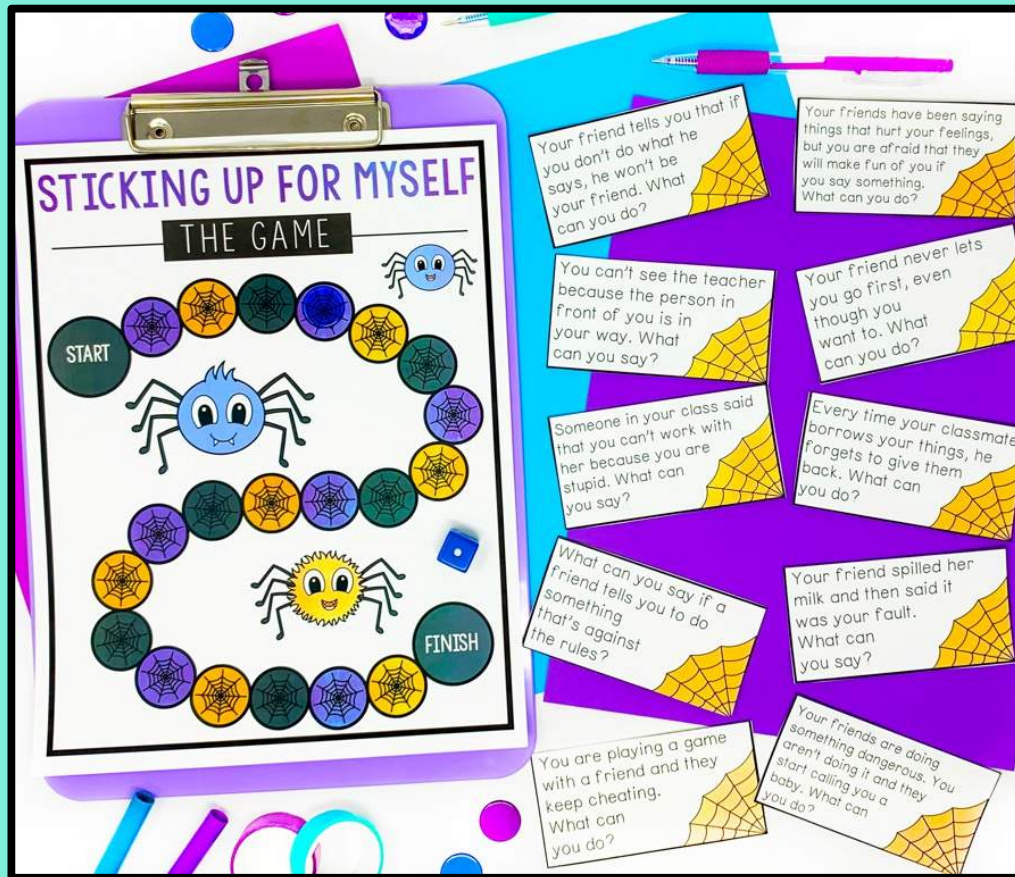 STICKING UP FOR MYSELF
THE GAME
START
FINISH
Your friend tells you that if
you don't do what he
says, he won't be
your friend. What
can you do?
Your friends have been saying
things that hurt your feelings,
but you are afraid that they
will make fun of you if
you say something.
What can you do?
You can't see the teacher
because the person in
front of you is in
your way. What
can you say?
Your friend never lets
you go first, even
though you
want to. What
can you do?
Someone in your class said
that you can't work with
her because you are
stupid. What can
you say?
Every time your classmate
borrows your things, he
forgets to give them
back. What can
you do?
What can you say if a
friend tells you to do
something
that's against
the rules?
Your friend spilled her
milk and then said it
was your fault.
What can
you say?
You are playing a game
with a friend and they
keep cheating.
What can
you do?
Your friends are doing
something dangerous. You
aren't doing it and they
start calling you a
baby. What can
you do?